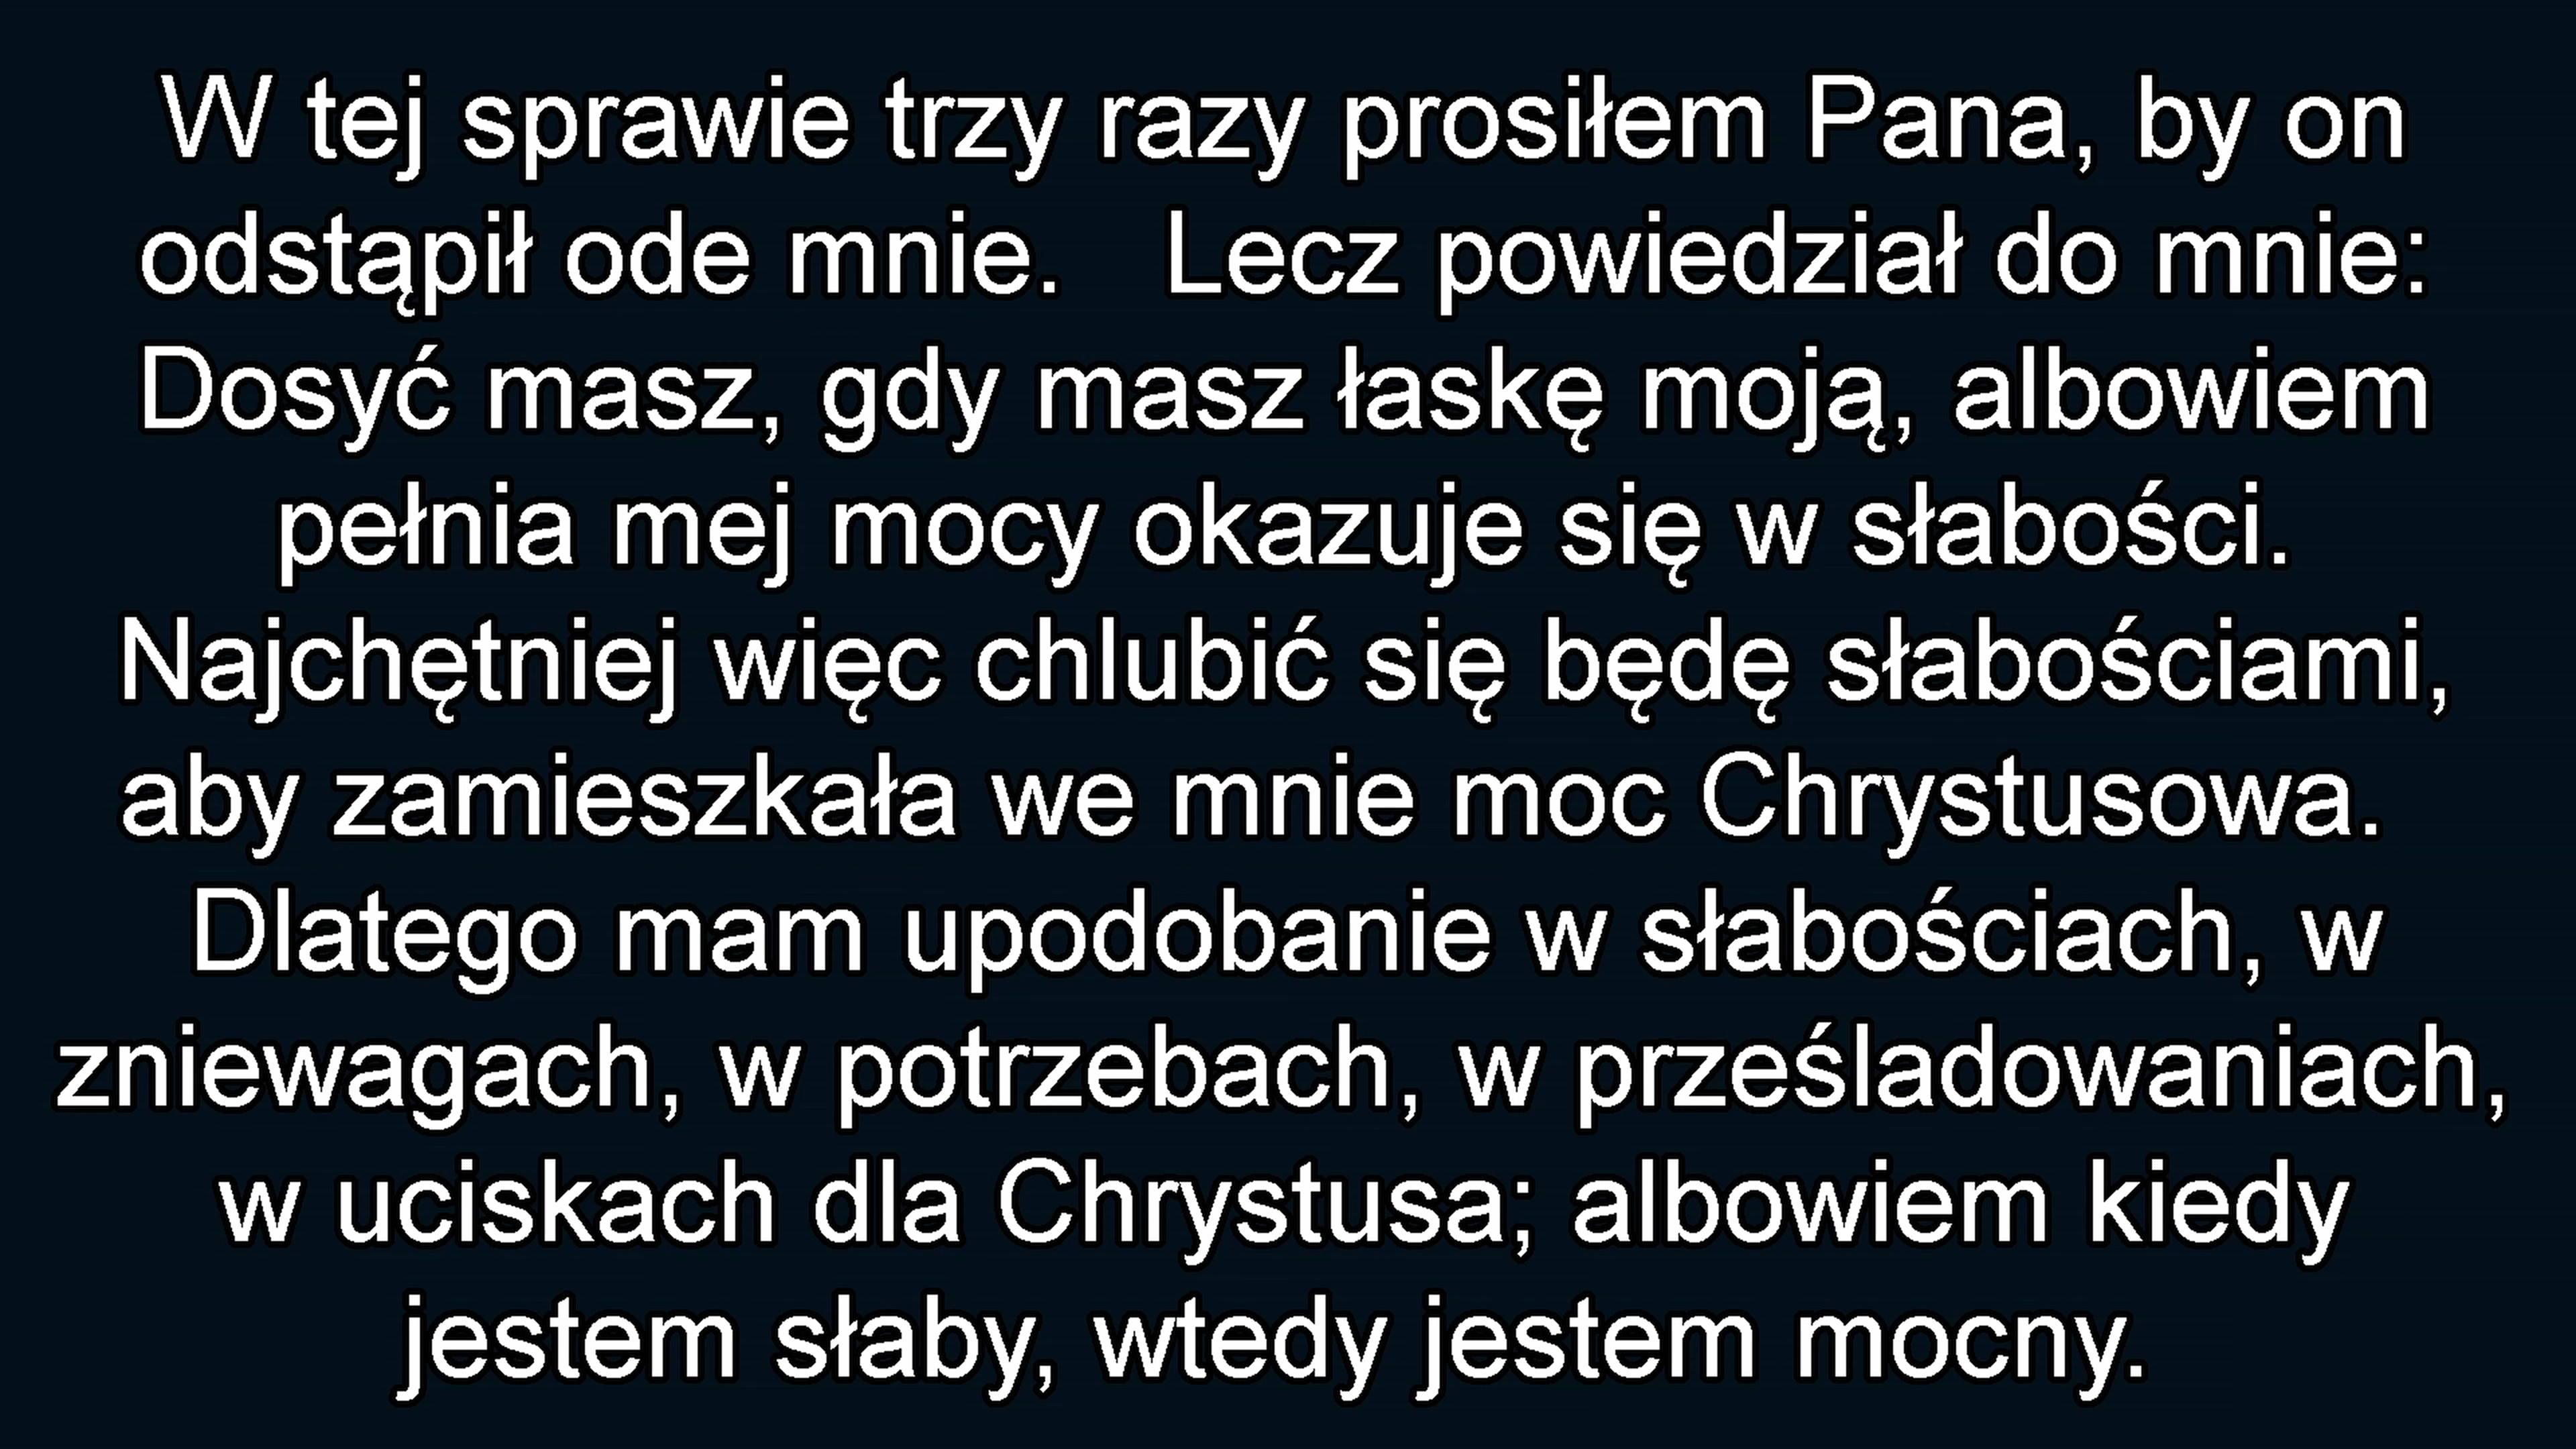 W tej sprawie trzy razy prosiłem Pana, by on
odstąpił ode mnie. Lecz powiedział do mnie:
Dosyć masz, gdy masz łaskę moją, albowiem
pełnia mej mocy okazuje się w słabości.
Najchętniej więc chlubić się będę słabościami,
aby zamieszkała we mnie moc Chrystusowa.
Dlatego mam upodobanie w słabościach, w
zniewagach, w potrzebach, w prześladowaniach,
w uciskach dla Chrystusa; albowiem kiedy
jestem słaby, wtedy jestem mocny.